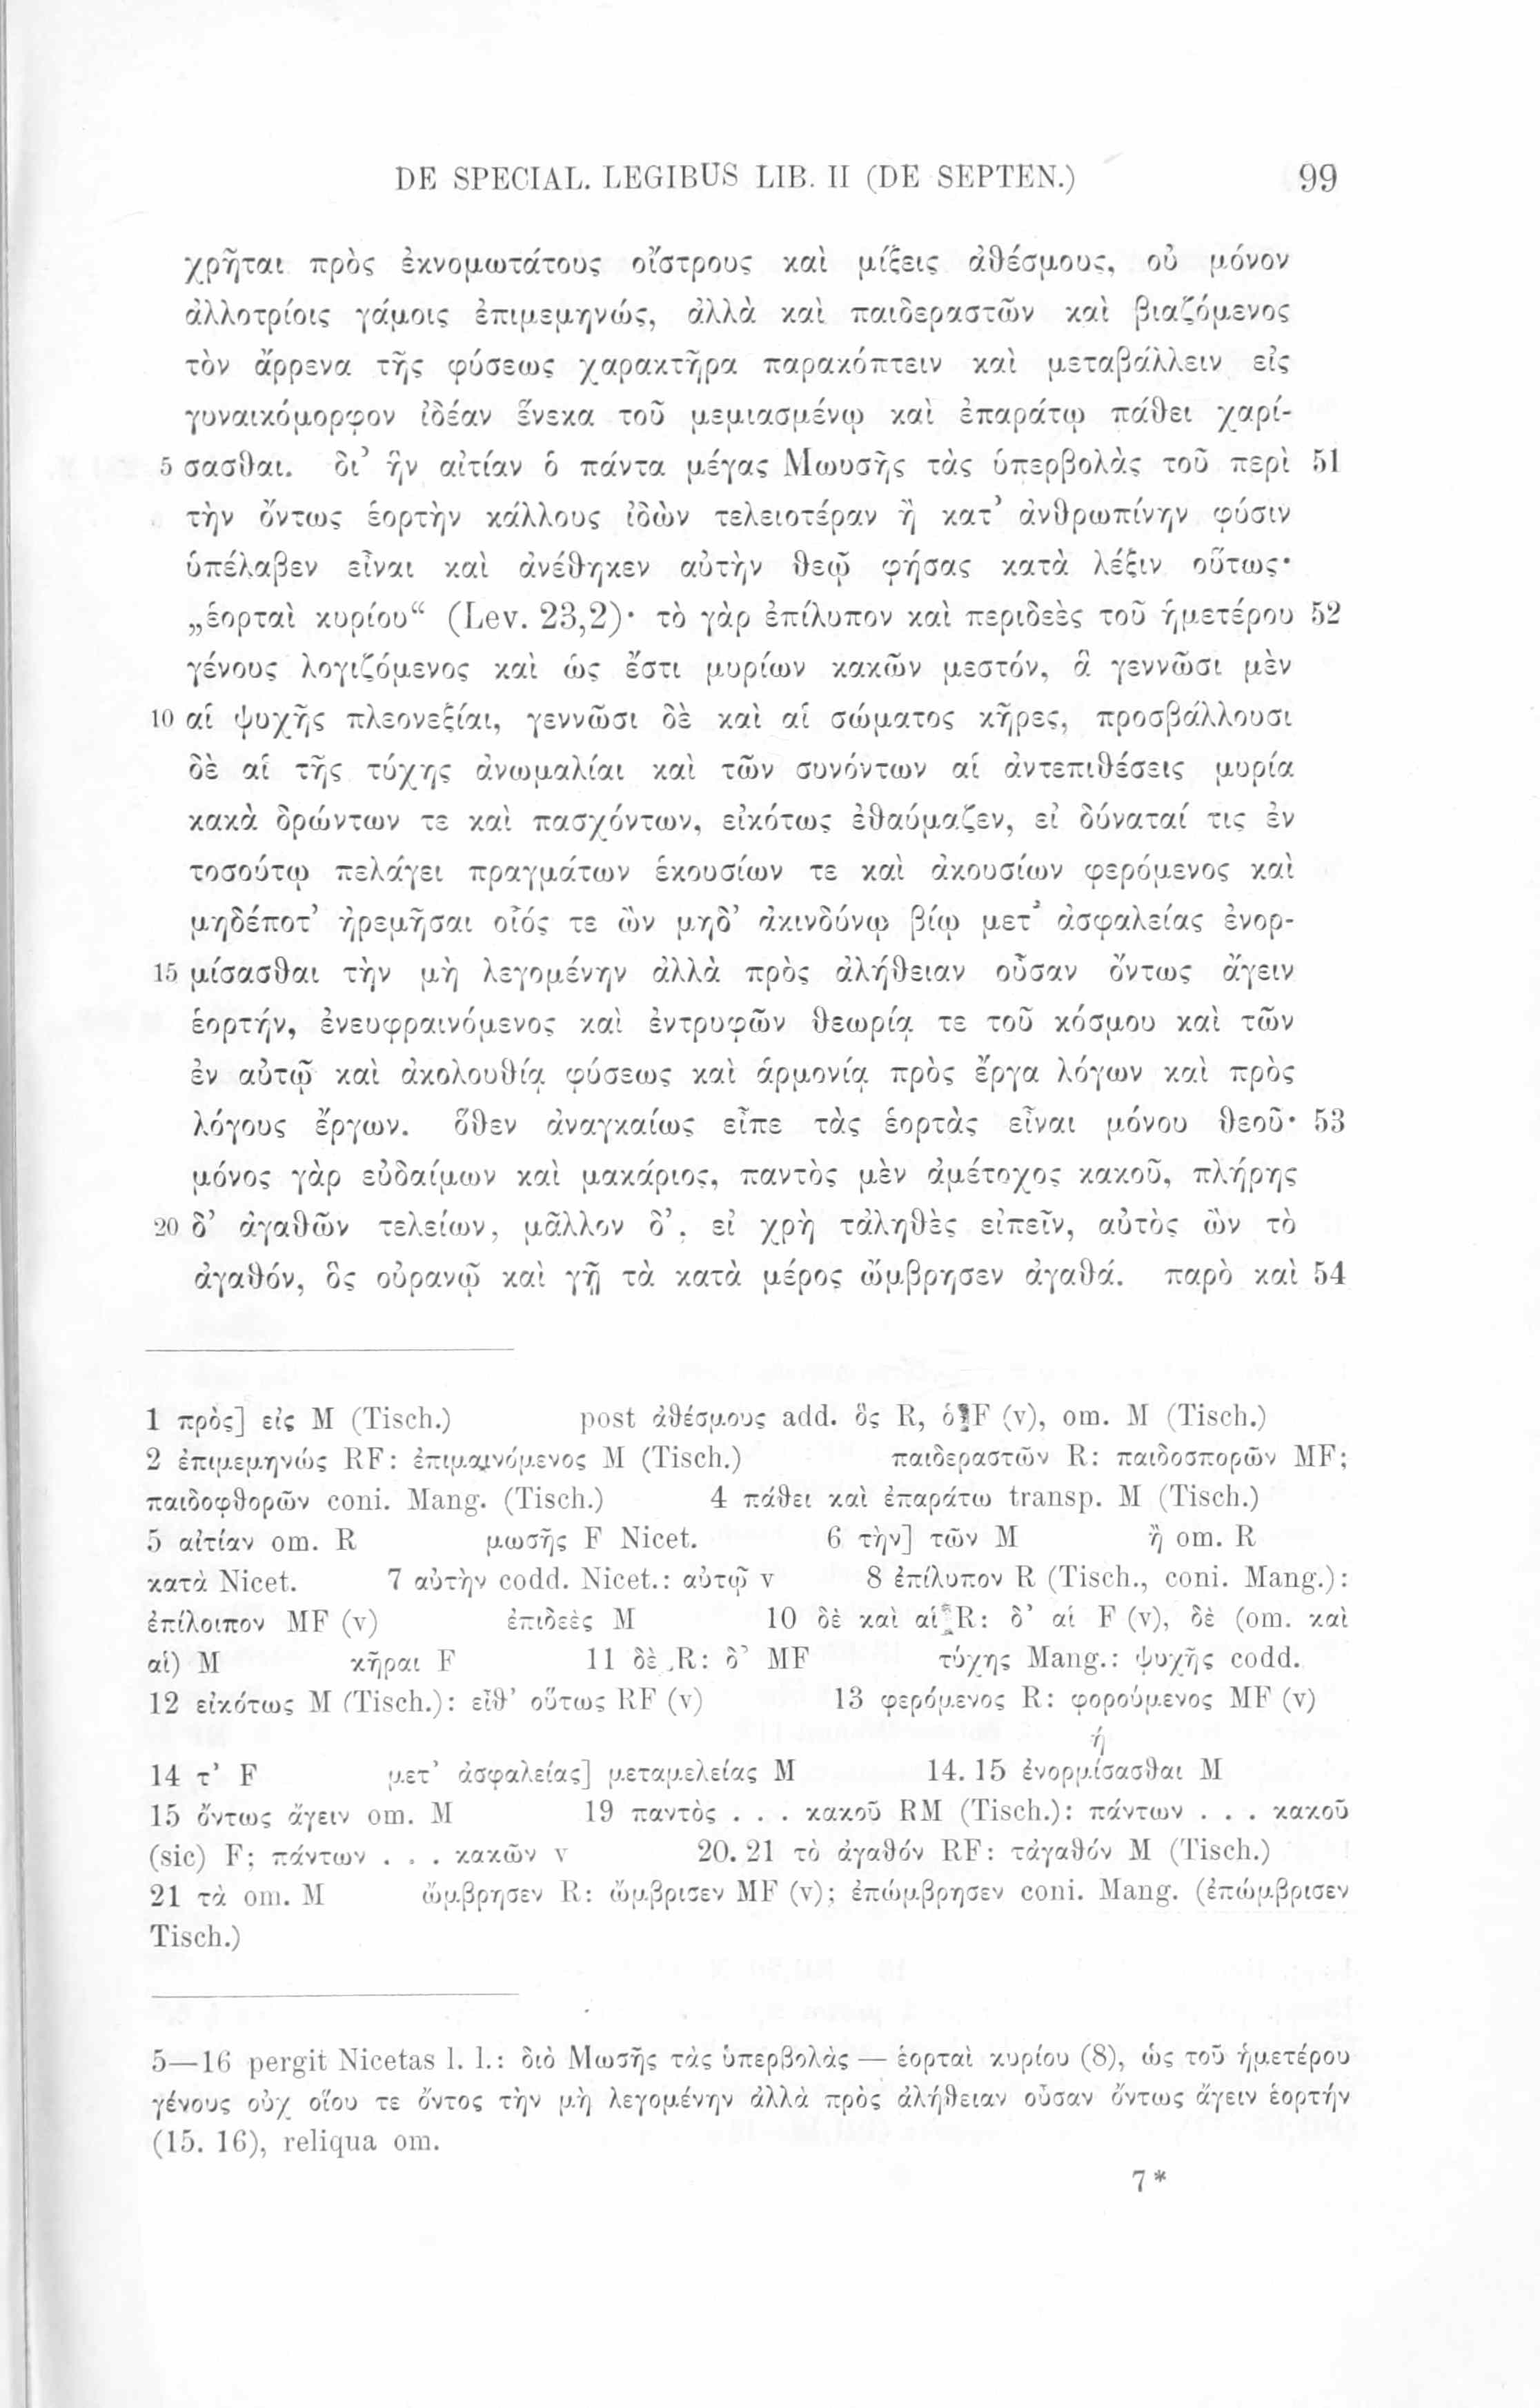 DE SPECIAL. LEGIBUS LIB. II (DE SEPTEN.) 99
χρῆται πρὸς ἐκνομωτάτους οἴστρους καὶ μίξεις ἀθέσμους, οὐ μόνον
ἀλλοτρίοις γάμοις ἐπιμεμηνώς, ἀλλὰ καὶ παιδεραστῶν καὶ βιαζόμενος
τὸν ἄρρενα τῆς φύσεως χαρακτῆρα παρακόπτειν καὶ μεταβάλλειν εἰς
γυναικόμορφον ἰδέαν ἕνεκα τοῦ μεμιασμένῳ καὶ ἐπαράτῳ πάθει χαρί-
5 σασθαι. δι’ ἣν αἰτίαν ὁ πάντα μέγας Μωυσῆς τὰς ὑπερβολὰς τοῦ περὶ 51
τὴν ὄντως ἑορτὴν κάλλους ἰδὼν τελειοτέραν ἢ κατ’ ἀνθρωπίνην φύσιν
ὑπέλαβεν εἶναι καὶ ἀνέθηκεν αὐτὴν θεῷ φήσας κατὰ λέξιν οὕτως·
„ἑορταὶ κυρίου“ (Lev. 23,2)· τὸ γὰρ ἐπίλυπον καὶ περιδεὲς τοῦ ἡμετέρου 52
γένους λογιζόμενος καὶ ὡς ἔστι μυρίων κακῶν μεστόν, ἃ γεννῶσι μὲν
10 αἱ ψυχῆς πλεονεξίαι, γεννῶσι δὲ καὶ αἱ σώματος κῆρες, προσβάλλουσι
δὲ αἱ τῆς τύχης ἀνωμαλίαι καὶ τῶν συνόντων αἱ ἀντεπιθέσεις μυρία
κακὰ δρώντων τε καὶ πασχόντων, εἰκότως ἐθαύμαζεν, εἰ δύναταί τις ἐν
τοσούτῳ πελάγει πραγμάτων ἑκουσίων τε καὶ ἀκουσίων φερόμενος καὶ
μηδέποτ’ ἠρεμῆσαι οἷός τε ὢν μηδ’ ἀκινδύνῳ βίῳ μετ’ ἀσφαλείας ἐνορ-
15 μίσασθαι τὴν μὴ λεγομένην ἀλλὰ πρὸς ἀλήθειαν οὖσαν ὄντως ἄγειν
ἑορτήν, ἐνευφραινόμενος καὶ ἐντρυφῶν θεωρίᾳ τε τοῦ κόσμου καὶ τῶν
ἐν αὐτῷ καὶ ἀκολουθίᾳ φύσεως καὶ ἁρμονίᾳ πρὸς ἔργα λόγων καὶ πρὸς
λόγους ἔργων. ὅθεν ἀναγκαίως εἶπε τὰς ἑορτὰς εἶναι μόνου θεοῦ· 53
μόνος γὰρ εὐδαίμων καὶ μακάριος, παντὸς μὲν ἀμέτοχος κακοῦ, πλήρης
20 δ’ ἀγαθῶν τελείων, μᾶλλον δ’, εἰ χρὴ τἀληθὲς εἰπεῖν, αὐτὸς ὢν τὸ
ἀγαθόν, ὃς οὐρανῷ καὶ γῇ τὰ κατὰ μέρος ὤμβρησεν ἀγαθά. παρὸ καὶ 54
1 πρὸς] εἰς M (Tisch.) post ἀθέσμους add. ὃς R, ὁ F (v), om. M (Tisch.)
2 ἐπιμεμηνώς RF: ἐπιμαινόμενος M (Tisch.) παιδεραστῶν R: παιδοσπορῶν MF;
παιδοφθορῶν coni. Mang. (Tisch.) 4 πάθει καὶ ἐπαράτω transp. M (Tisch.)
5 αἰτίαν om. R μωσῆς F Nicet. 6 τὴν] τῶν M ἢ om. R
κατὰ Nicet. 7 αὐτὴν codd. Nicet.: αὐτῷ v 8 ἐπίλυπον R (Tisch., coni. Mang.):
ἐπίλοιπον MF (v) ἐπιδεὲς M 10 δὲ καὶ αἱ R: δ’ αἱ F (v), δὲ (om. καὶ
αἱ) M κῆραι F 11 δὲ R: δ’ MF τύχης Mang.: ψυχῆς codd.
12 εἰκότως M (Tisch.): εἶθ’ οὕτως RF (v) 13 φερόμενος R: φορούμενος MF (v)
ή
14 τ’ F μετ’ ἀσφαλείας] μεταμελείας M 14. 15 ἐνορμίσασθαι M
15 ὄντως ἄγειν om. M 19 παντὸς . . . κακοῦ RM (Tisch.): πάντων . . . κακοῦ
(sic) F; πάντων . . . κακῶν v 20. 21 τὸ ἀγαθόν RF: τἀγαθόν M (Tisch.)
21 τὰ om. M ὤμβρησεν R: ὤμβρισεν MF (v); ἐπώμβρησεν coni. Mang. (ἐπώμβρισεν
Tisch.)
5—16 pergit Nicetas l. l.: διὸ Μωσῆς τὰς ὑπερβολὰς — ἑορταὶ κυρίου (8), ὡς τοῦ ἡμετέρου
γένους οὐχ οἵου τε ὄντος τὴν μὴ λεγομένην ἀλλὰ πρὸς ἀλήθειαν οὖσαν ὄντως ἄγειν ἑορτήν
(15. 16), reliqua om.
7*